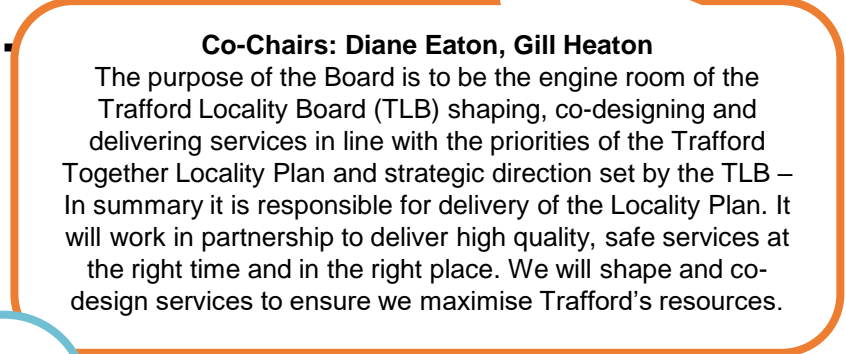 Co-Chairs: Diane Eaton, Gill Heaton
The purpose of the Board is to be the engine room of the
Trafford Locality Board (TLB) shaping, co-designing and
delivering services in line with the priorities of the Trafford
Together Locality Plan and strategic direction set by the TLB –
In summary it is responsible for delivery of the Locality Plan. It
will work in partnership to deliver high quality, safe services at
the right time and in the right place. We will shape and co-
design services to ensure we maximise Trafford's resources.